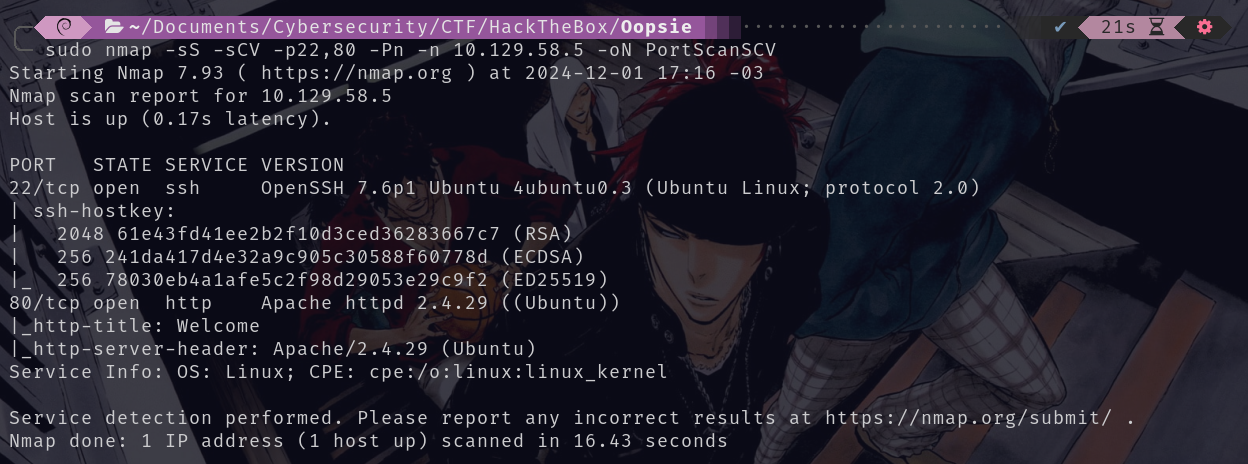 ~/Documents/Cybersecurity/CTF/HackTheBox/Oopsie ✔ 21s
sudo nmap -sS -sCV -p22,80 -Pn -n 10.129.58.5 -oN PortScanSCV
Starting Nmap 7.93 ( https://nmap.org ) at 2024-12-01 17:16 -03
Nmap scan report for 10.129.58.5
Host is up (0.17s latency).
PORT   STATE SERVICE VERSION
22/tcp open  ssh     OpenSSH 7.6p1 Ubuntu 4ubuntu0.3 (Ubuntu Linux; protocol 2.0)
| ssh-hostkey:
|   2048 61e43fd41ee2b2f10d3ced36283667c7 (RSA)
|   256 241da417d4e32a9c905c30588f60778d (ECDSA)
|_  256 78030eb4a1afe5c2f98d29053e29c9f2 (ED25519)
80/tcp open  http    Apache httpd 2.4.29 ((Ubuntu))
|_http-title: Welcome
|_http-server-header: Apache/2.4.29 (Ubuntu)
Service Info: OS: Linux; CPE: cpe:/o:linux:linux_kernel
Service detection performed. Please report any incorrect results at https://nmap.org/submit/ .
Nmap done: 1 IP address (1 host up) scanned in 16.43 seconds